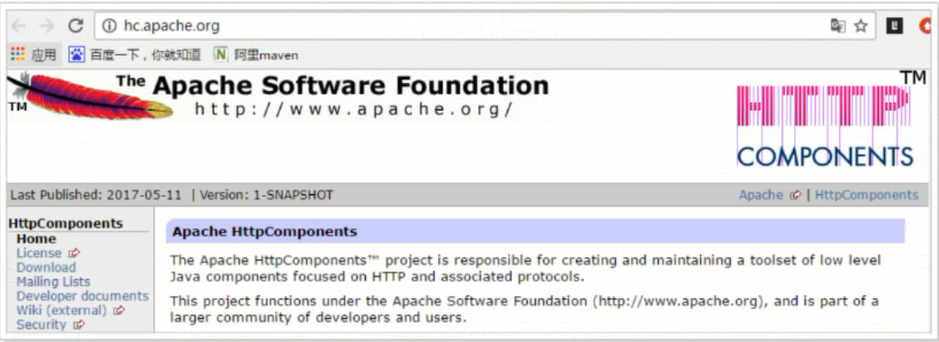 hc.apache.org
应用 百度一下，你就知道 阿里maven
The Apache Software Foundation
TM
http://www.apache.org/
HTTP TM
COMPONENTS
Last Published: 2017-05-11 | Version: 1-SNAPSHOT
Apache | HttpComponents
HttpComponents
Home
License
Download
Mailing Lists
Developer documents
Wiki (external)
Security
Apache HttpComponents
The Apache HttpComponents™ project is responsible for creating and maintaining a toolset of low level
Java components focused on HTTP and associated protocols.
This project functions under the Apache Software Foundation (http://www.apache.org), and is part of a
larger community of developers and users.